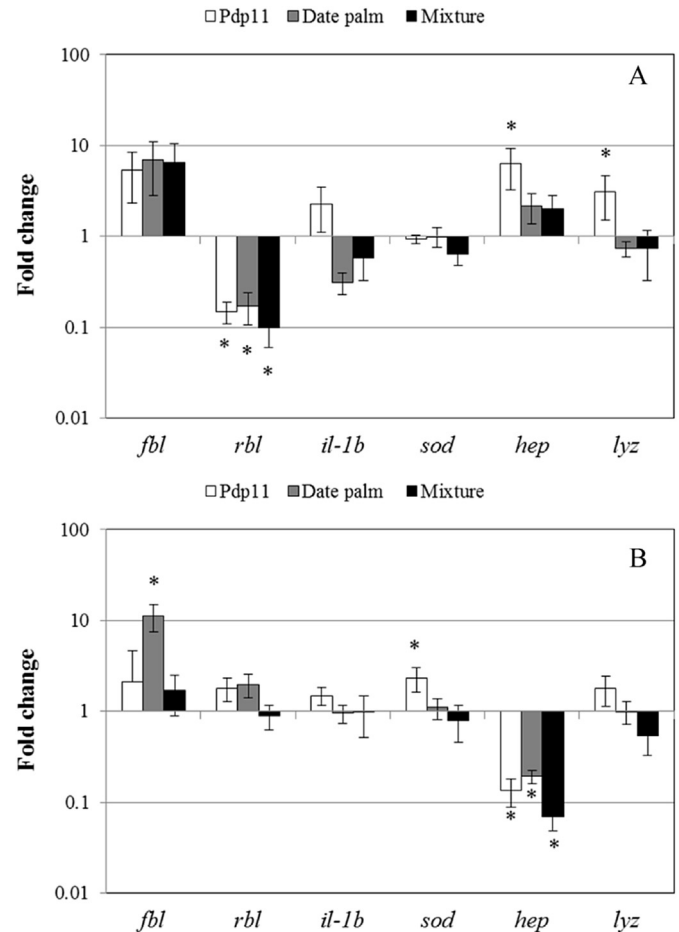 Pdp11 Date palm Mixture
A
100
10
1
0.1
0.01
Fold change
* *
* * *
fbl rbl il-1b sod hep lyz
Pdp11 Date palm Mixture
B
100
10
1
0.1
0.01
Fold change
* *
* * *
fbl rbl il-1b sod hep lyz